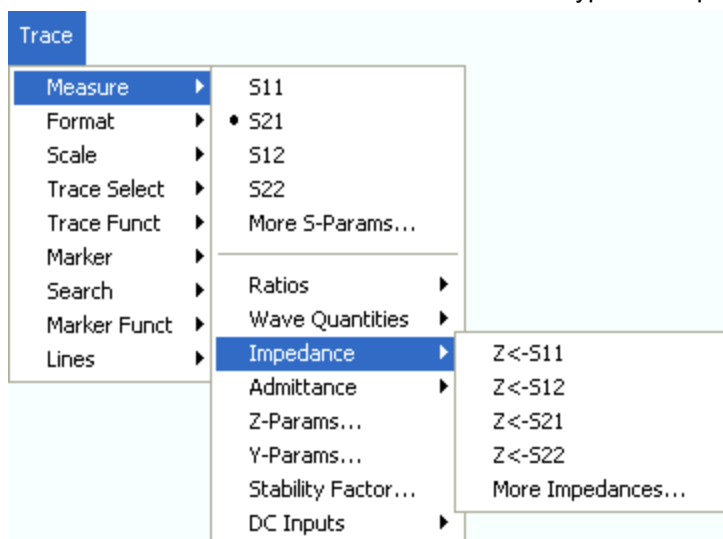 Trace
Measure
Format
Scale
Trace Select
Trace Funct
Marker
Search
Marker Funct
Lines
S11
• S21
S12
S22
More S-Params...
Ratios
Wave Quantities
Impedance
Admittance
Z-Params...
Y-Params...
Stability Factor...
DC Inputs
Z<-S11
Z<-S12
Z<-S21
Z<-S22
More Impedances...